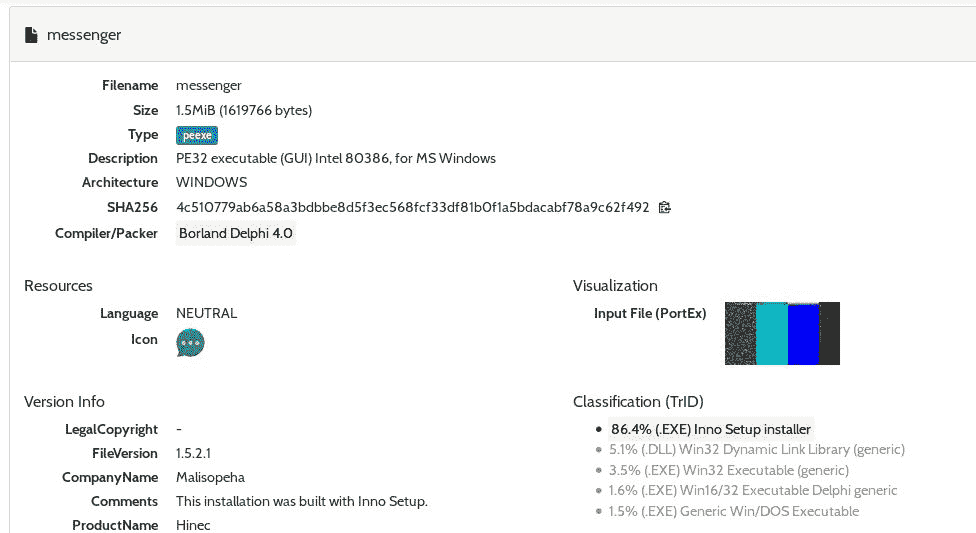 messenger
Filename messenger
Size 1.5MiB (1619766 bytes)
Type peexe
Description PE32 executable (GUI) Intel 80386, for MS Windows
Architecture WINDOWS
SHA256 4c510779ab6a58a3bdbbe8d5f3ec568fcf33df81b0f1a5bdacabf78a9c62f492
Compiler/Packer Borland Delphi 4.0
Resources
Language NEUTRAL
Icon
Visualization
Input File (PortEx)
Version Info
LegalCopyright -
FileVersion 1.5.2.1
CompanyName Malisopeha
Comments This installation was built with Inno Setup.
ProductName Hinec
Classification (TrID)
• 86.4% (.EXE) Inno Setup installer
• 5.1% (.DLL) Win32 Dynamic Link Library (generic)
• 3.5% (.EXE) Win32 Executable (generic)
• 1.6% (.EXE) Win16/32 Executable Delphi generic
• 1.5% (.EXE) Generic Win/DOS Executable